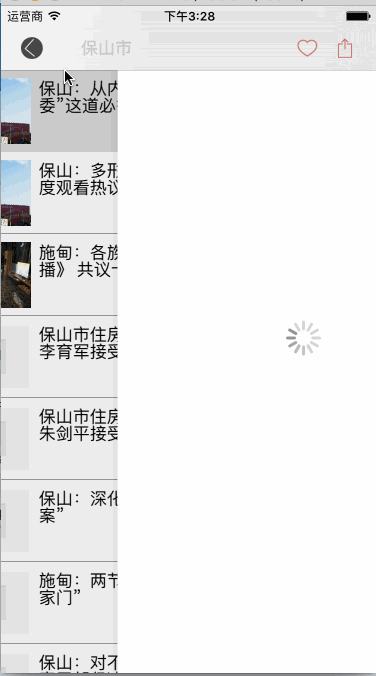 运营商
下午3:28
保山市
保山：从内
委”这道必
保山：多形
度观看热议
施甸：各族
播》 共议一
保山市住房
李育军接受
保山市住房
朱剑平接受
保山：深化
案”
施甸：两节
家门”
保山：对不